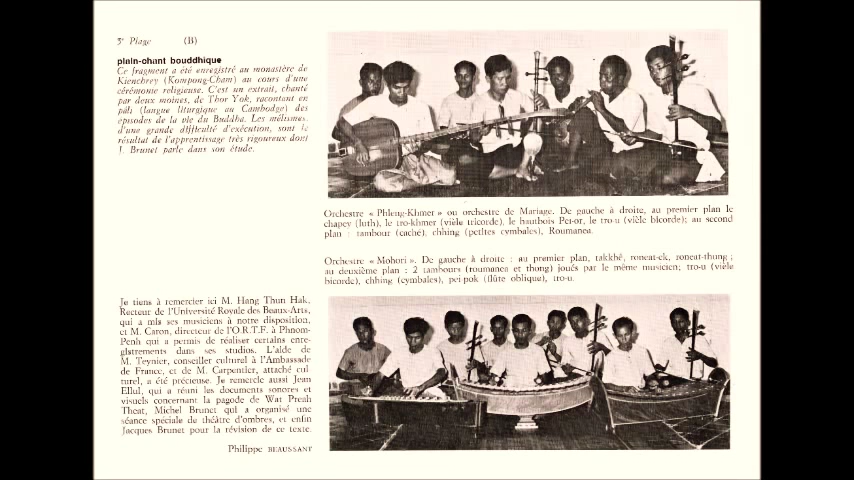 3e Plage (B)
plain-chant bouddhique
Ce fragment a été enregistré au monastère de
Kienchrey (Kompong-Cham) au cours d'une
cérémonie religieuse. C'est un extrait, chanté
par deux moines, de Thor Yok, racontant en
pâli (langue liturgique au Cambodge) des
épisodes de la vie du Buddha. Les mélismes,
d'une grande difficulté d'exécution, sont le
résultat de l'apprentissage très rigoureux dont
J. Brunet parle dans son étude.
Orchestre « Phleng-Khmer » ou orchestre de Mariage. De gauche à droite, au premier plan le
chapey (luth), le tro-khmer (vièle tricorde), le hautbois Pei-or, le tro-u (vièle bicorde); au second
plan : tambour (caché), chhing (petites cymbales), Roumanea.
Orchestre « Mohori ». De gauche à droite : au premier plan, takkhé, roneat-ek, roneat-thong ;
au deuxième plan : 2 tambours (roumanea et thong) joués par le même musicien; tro-u (vièle
bicorde), chhing (cymbales), pei pok (flûte oblique), tro-u.
Je tiens à remercier ici M. Hang Thun Hak,
Recteur de l'Université Royale des Beaux-Arts,
qui a mis ses musiciens à notre disposition,
et M. Caron, directeur de l'O.R.T.F. à Phnom-
Penh qui a permis de réaliser certains enre-
gistrements dans ses studios. L'aide de
M. Teynier, conseiller culturel à l'Ambassade
de France, et de M. Carpentier, attaché cul-
turel, a été précieuse. Je remercie aussi Jean
Ellul, qui a réuni les documents sonores et
visuels concernant la pagode de Wat Preah
Theat, Michel Brunet qui a organisé une
séance spéciale du théâtre d'ombres, et enfin
Jacques Brunet pour la révision de ce texte.
Philippe BEAUSSANT